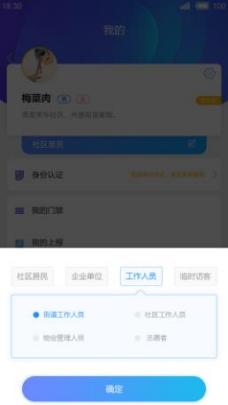 18:30
100
我的
梅菜肉
社区居民
身份认证
我的门禁
我的上报
社区居民 企业单位 工作人员 临时访客
街道工作人员 社区工作人员
物业管理人员 志愿者
确定